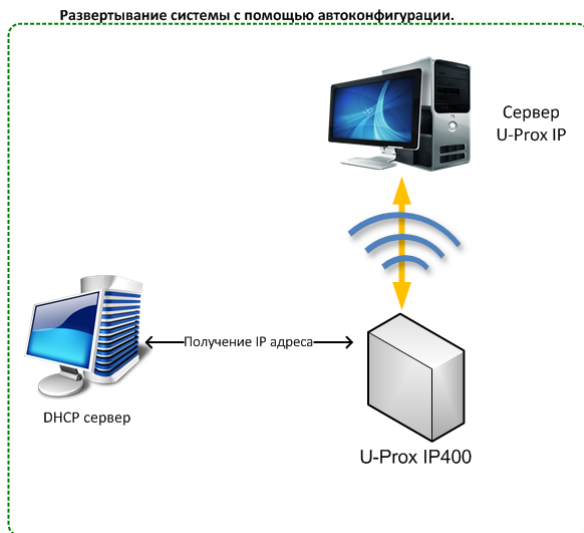 Развертывание системы с помощью автоконфигурации.
Сервер
U-Prox IP
Получение IP адреса
DHCP сервер
U-Prox IP400